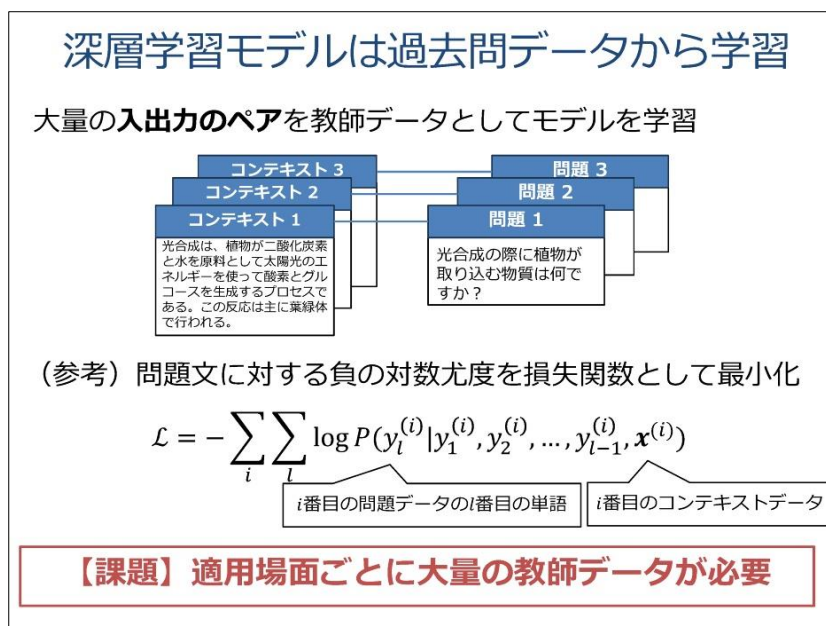 深層学習モデルは過去問データから学習
大量の入出力のペアを教師データとしてモデルを学習
コンテキスト 3
問題 3
コンテキスト 2
問題 2
コンテキスト 1
問題 1
光合成は、植物が二酸化炭素
と水を原料として太陽光のエ
ネルギーを使って酸素とグル
コースを生成するプロセスで
ある。この反応は主に葉緑体
で行われる。
光合成の際に植物が
取り込む物質は何で
すか？
（参考）問題文に対する負の対数尤度を損失関数として最小化
ℒ = −∑_i ∑_l log P(y_l^(i)|y_1^(i), y_2^(i), …, y_{l−1}^(i), 𝒙^(i))
i番目の問題データのl番目の単語
i番目のコンテキストデータ
【課題】適用場面ごとに大量の教師データが必要